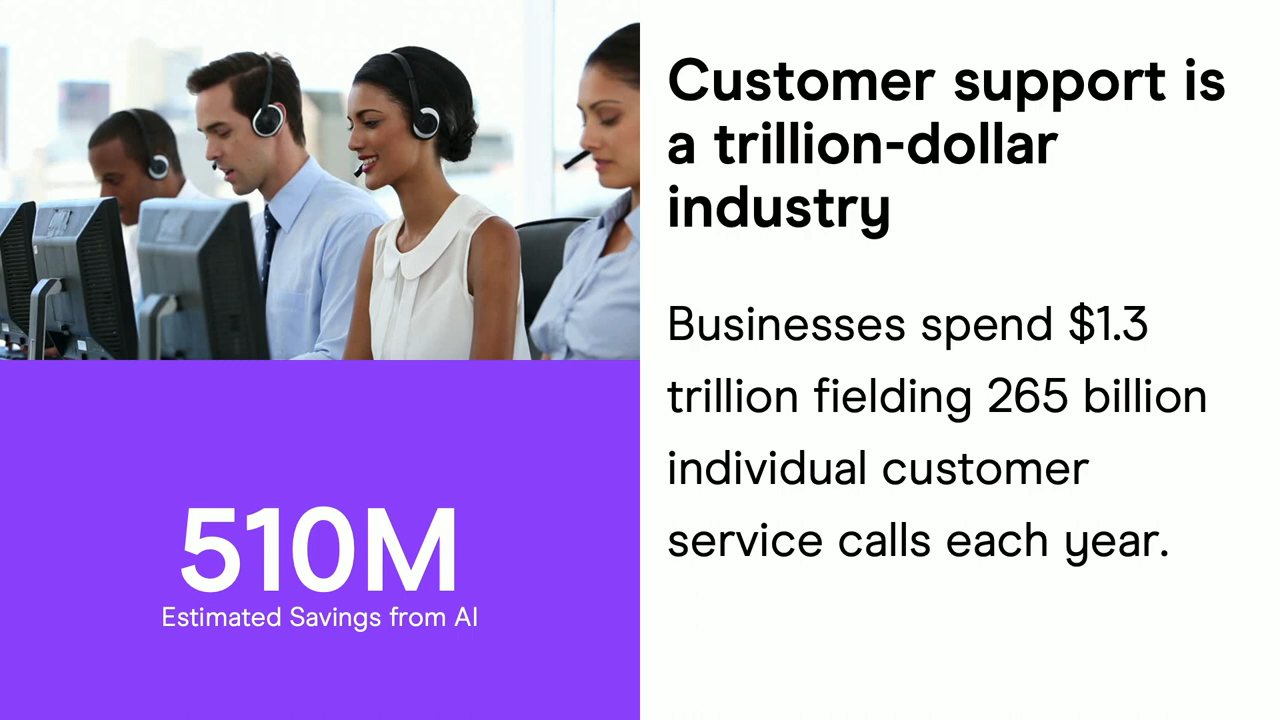 Customer support is
a trillion-dollar
industry
Businesses spend $1.3
trillion fielding 265 billion
individual customer
service calls each year.
510M
Estimated Savings from AI